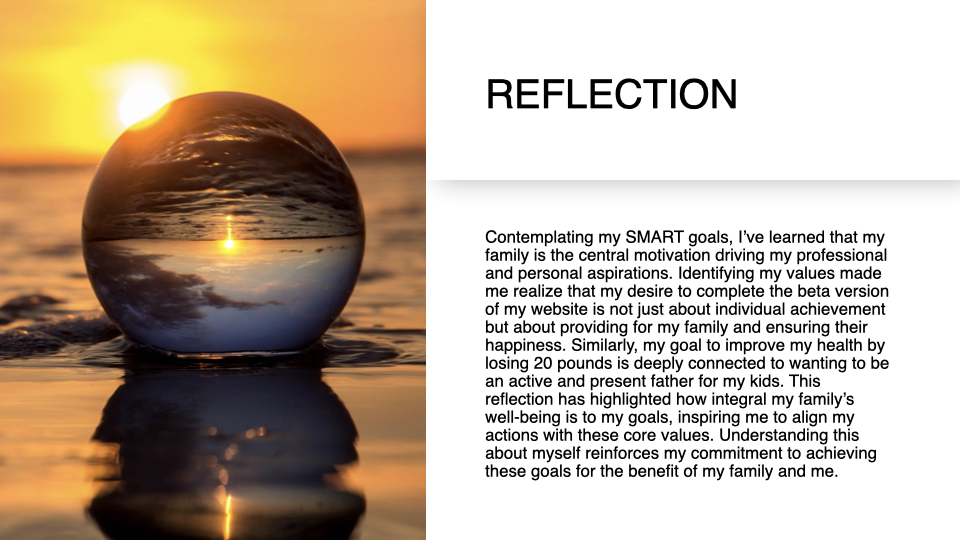 REFLECTION
Contemplating my SMART goals, I’ve learned that my
family is the central motivation driving my professional
and personal aspirations. Identifying my values made
me realize that my desire to complete the beta version
of my website is not just about individual achievement
but about providing for my family and ensuring their
happiness. Similarly, my goal to improve my health by
losing 20 pounds is deeply connected to wanting to be
an active and present father for my kids. This
reflection has highlighted how integral my family’s
well-being is to my goals, inspiring me to align my
actions with these core values. Understanding this
about myself reinforces my commitment to achieving
these goals for the benefit of my family and me.